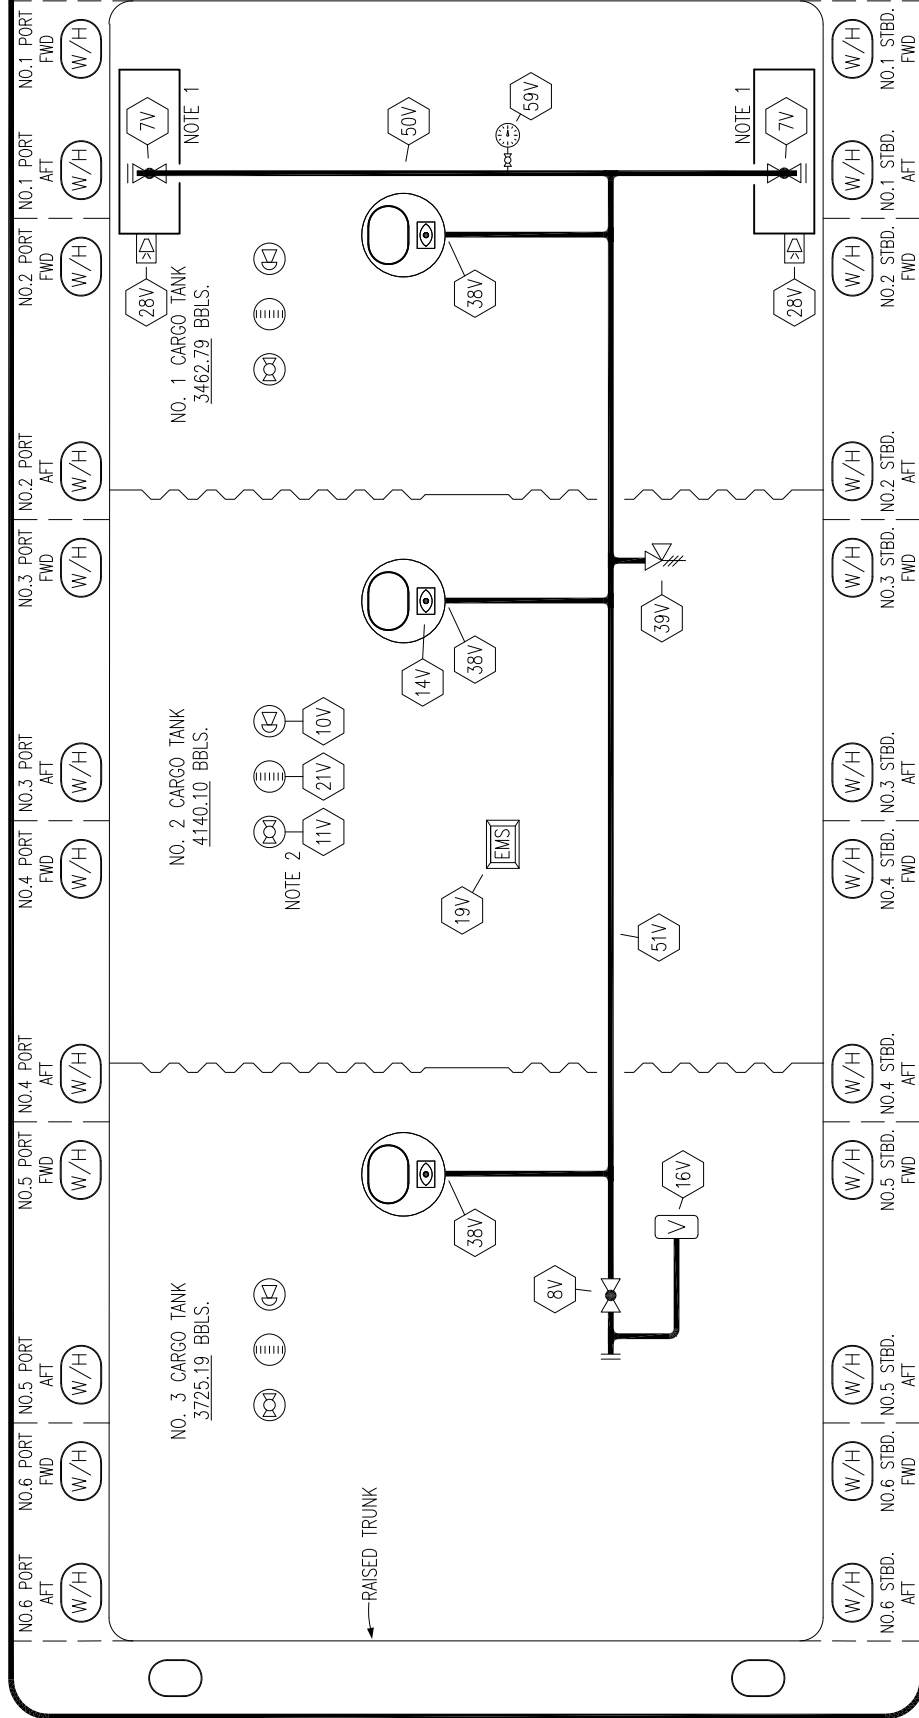 NO.6 PORT
AFT
W/H
NO.6 PORT
FWD
W/H
NO.5 PORT
AFT
W/H
NO.5 PORT
FWD
W/H
NO.4 PORT
AFT
W/H
NO.4 PORT
FWD
W/H
NO.3 PORT
AFT
W/H
NO.3 PORT
FWD
W/H
NO.2 PORT
AFT
W/H
NO.2 PORT
FWD
W/H
NO.1 PORT
AFT
W/H
NO.1 PORT
FWD
W/H
28V
7V
NOTE 1
NO. 3 CARGO TANK
3725.19 BBLS.
NO. 2 CARGO TANK
4140.10 BBLS.
NO. 1 CARGO TANK
3462.79 BBLS.
11V
21V
10V
NOTE 2
RAISED TRUNK
14V
38V
38V
38V
50V
59V
19V
EMS
8V
16V
V
51V
39V
NOTE 1
28V
7V
W/H
NO.6 STBD.
AFT
W/H
NO.6 STBD.
FWD
W/H
NO.5 STBD.
AFT
W/H
NO.5 STBD.
FWD
W/H
NO.4 STBD.
AFT
W/H
NO.4 STBD.
FWD
W/H
NO.3 STBD.
AFT
W/H
NO.3 STBD.
FWD
W/H
NO.2 STBD.
AFT
W/H
NO.2 STBD.
FWD
W/H
NO.1 STBD.
AFT
W/H
NO.1 STBD.
FWD